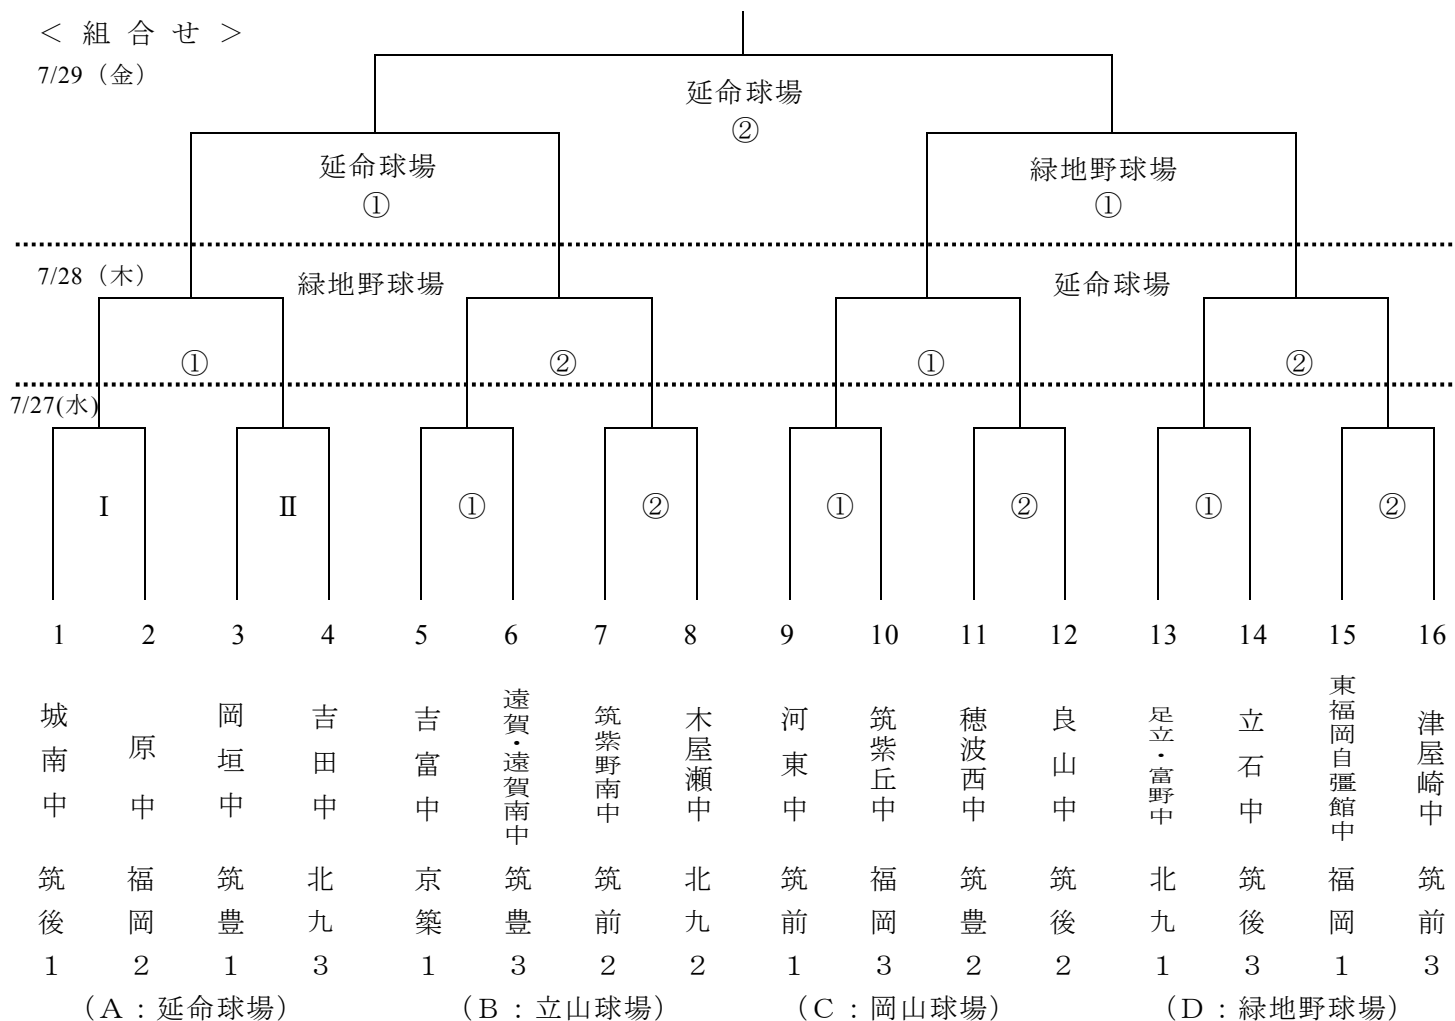 ＜ 組 合 せ ＞
7/29（金）
延命球場
②
延命球場
①
緑地野球場
①
7/28（木）
緑地野球場
延命球場
①
②
①
②
7/27(水)
Ⅰ
Ⅱ
①
②
①
②
①
②
1 2 3 4 5 6 7 8 9 10 11 12 13 14 15 16
城南中
原中
岡垣中
吉田中
吉富中
遠賀・遠賀南中
筑紫野南中
木屋瀬中
河東中
筑紫丘中
穂波西中
良山中
足立・富野中
立石中
東福岡自彊館中
津屋崎中
筑後１
福岡２
筑豊１
北九３
京築１
筑豊３
筑前２
北九２
筑前１
福岡３
筑豊２
筑後２
北九１
筑後３
福岡１
筑前３
（Ａ：延命球場）
（Ｂ：立山球場）
（Ｃ：岡山球場）
（Ｄ：緑地野球場）